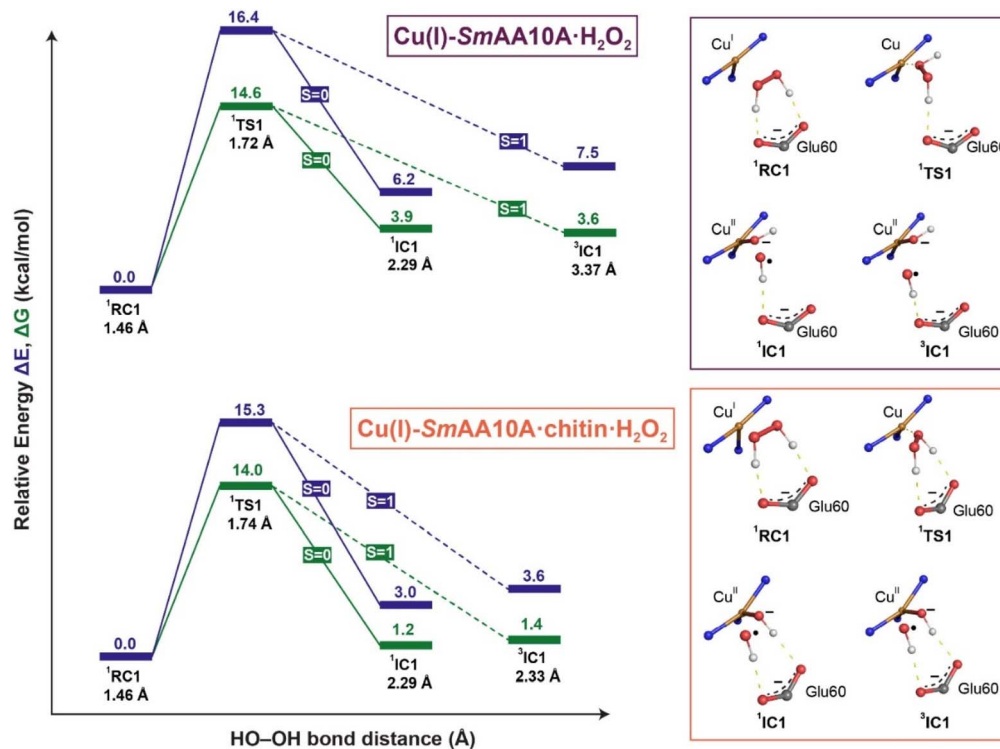 Relative Energy ΔE, ΔG (kcal/mol)
HO–OH bond distance (Å)
Cu(I)-SmAA10A·H₂O₂
16.4
14.6
¹TS1
1.72 Å
S=0
S=0
S=1
S=1
7.5
6.2
3.9
¹IC1
2.29 Å
3.6
³IC1
3.37 Å
0.0
¹RC1
1.46 Å
Cu(I)-SmAA10A·chitin·H₂O₂
15.3
14.0
¹TS1
1.74 Å
S=0
S=1
S=0
S=1
3.6
3.0
1.2
¹IC1
2.29 Å
1.4
³IC1
2.33 Å
0.0
¹RC1
1.46 Å
Cuᴵ
−
Glu60
¹RC1
Cu
−
Glu60
¹TS1
Cuᴵᴵ
−
−
Glu60
¹IC1
Cuᴵᴵ
−
−
Glu60
³IC1
Cuᴵ
−
Glu60
¹RC1
Cu
−
Glu60
¹TS1
Cuᴵᴵ
−
−
Glu60
¹IC1
Cuᴵᴵ
−
−
Glu60
³IC1